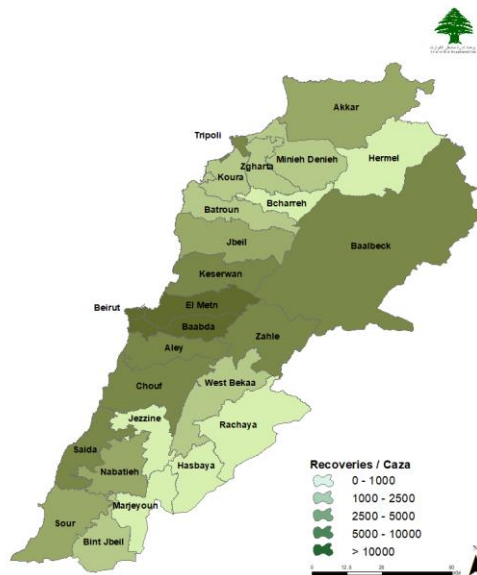 Akkar
Tripoli
Hermel
Zgharta
Minieh Denieh
Koura
Bcharreh
Batroun
Baalbeck
Jbeil
Keserwan
Beirut
El Metn
Baabda
Zahle
Aley
West Bekaa
Chouf
Jezzine
Rachaya
Saida
Hasbaya
Nabatieh
Marjeyoun
Sour
Bint Jbeil
Recoveries / Caza
0 - 1000
1000 - 2500
2500 - 5000
5000 - 10000
> 10000